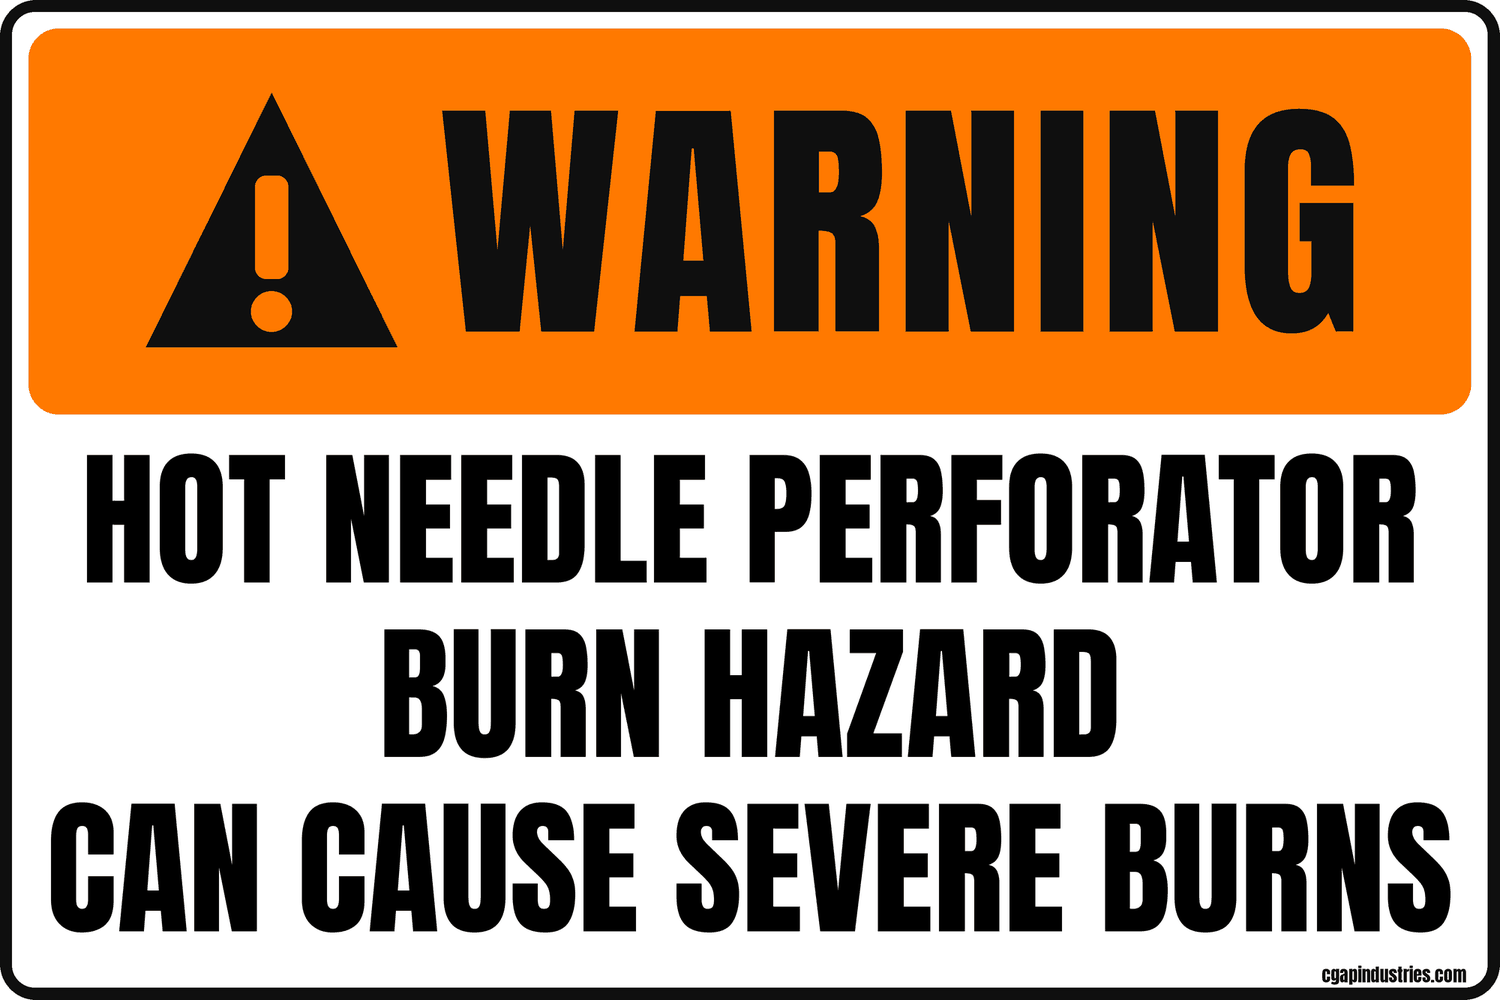 WARNING
HOT NEEDLE PERFORATOR
BURN HAZARD
CAN CAUSE SEVERE BURNS
cgapindustries.com